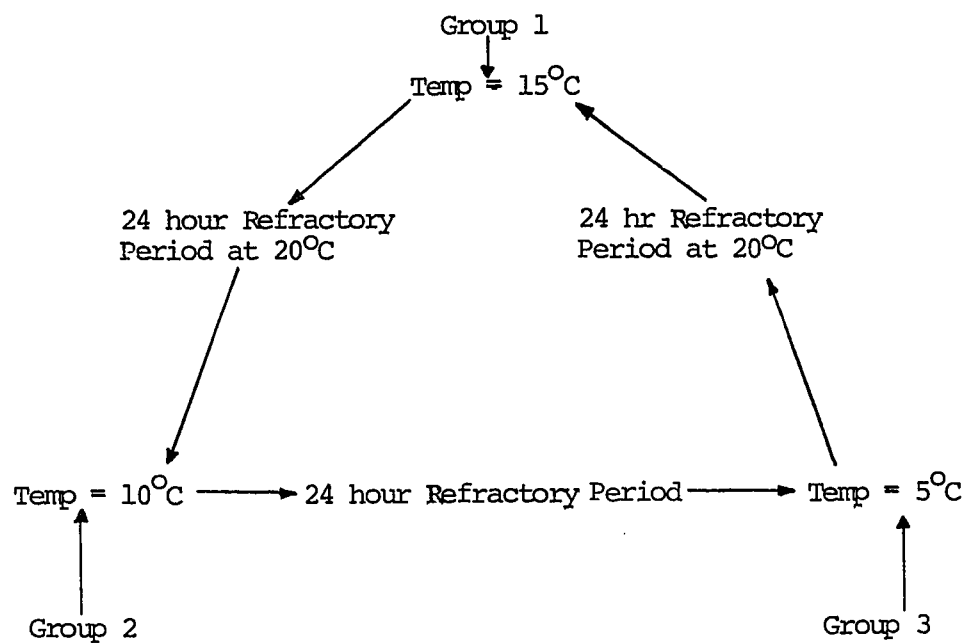 Group 1
Temp = 15°C
24 hour Refractory
Period at 20°C
24 hr Refractory
Period at 20°C
Temp = 10°C
24 hour Refractory Period
Temp = 5°C
Group 2
Group 3